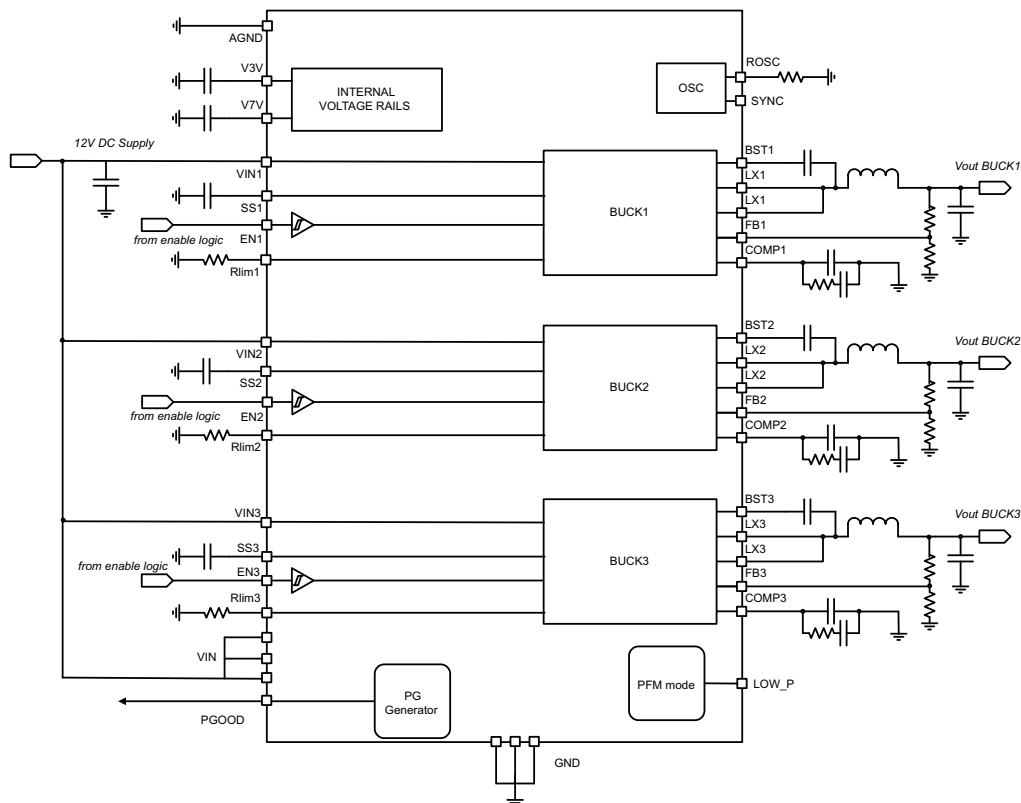 AGND
V3V
V7V
INTERNAL
VOLTAGE RAILS
OSC
ROSC
SYNC
12V DC Supply
VIN1
SS1
EN1
from enable logic
Rlim1
BUCK1
BST1
LX1
LX1
FB1
COMP1
Vout BUCK1
VIN2
SS2
EN2
from enable logic
Rlim2
BUCK2
BST2
LX2
LX2
FB2
COMP2
Vout BUCK2
VIN3
SS3
EN3
from enable logic
Rlim3
BUCK3
BST3
LX3
LX3
FB3
COMP3
Vout BUCK3
VIN
PGOOD
PG
Generator
PFM mode
LOW_P
GND